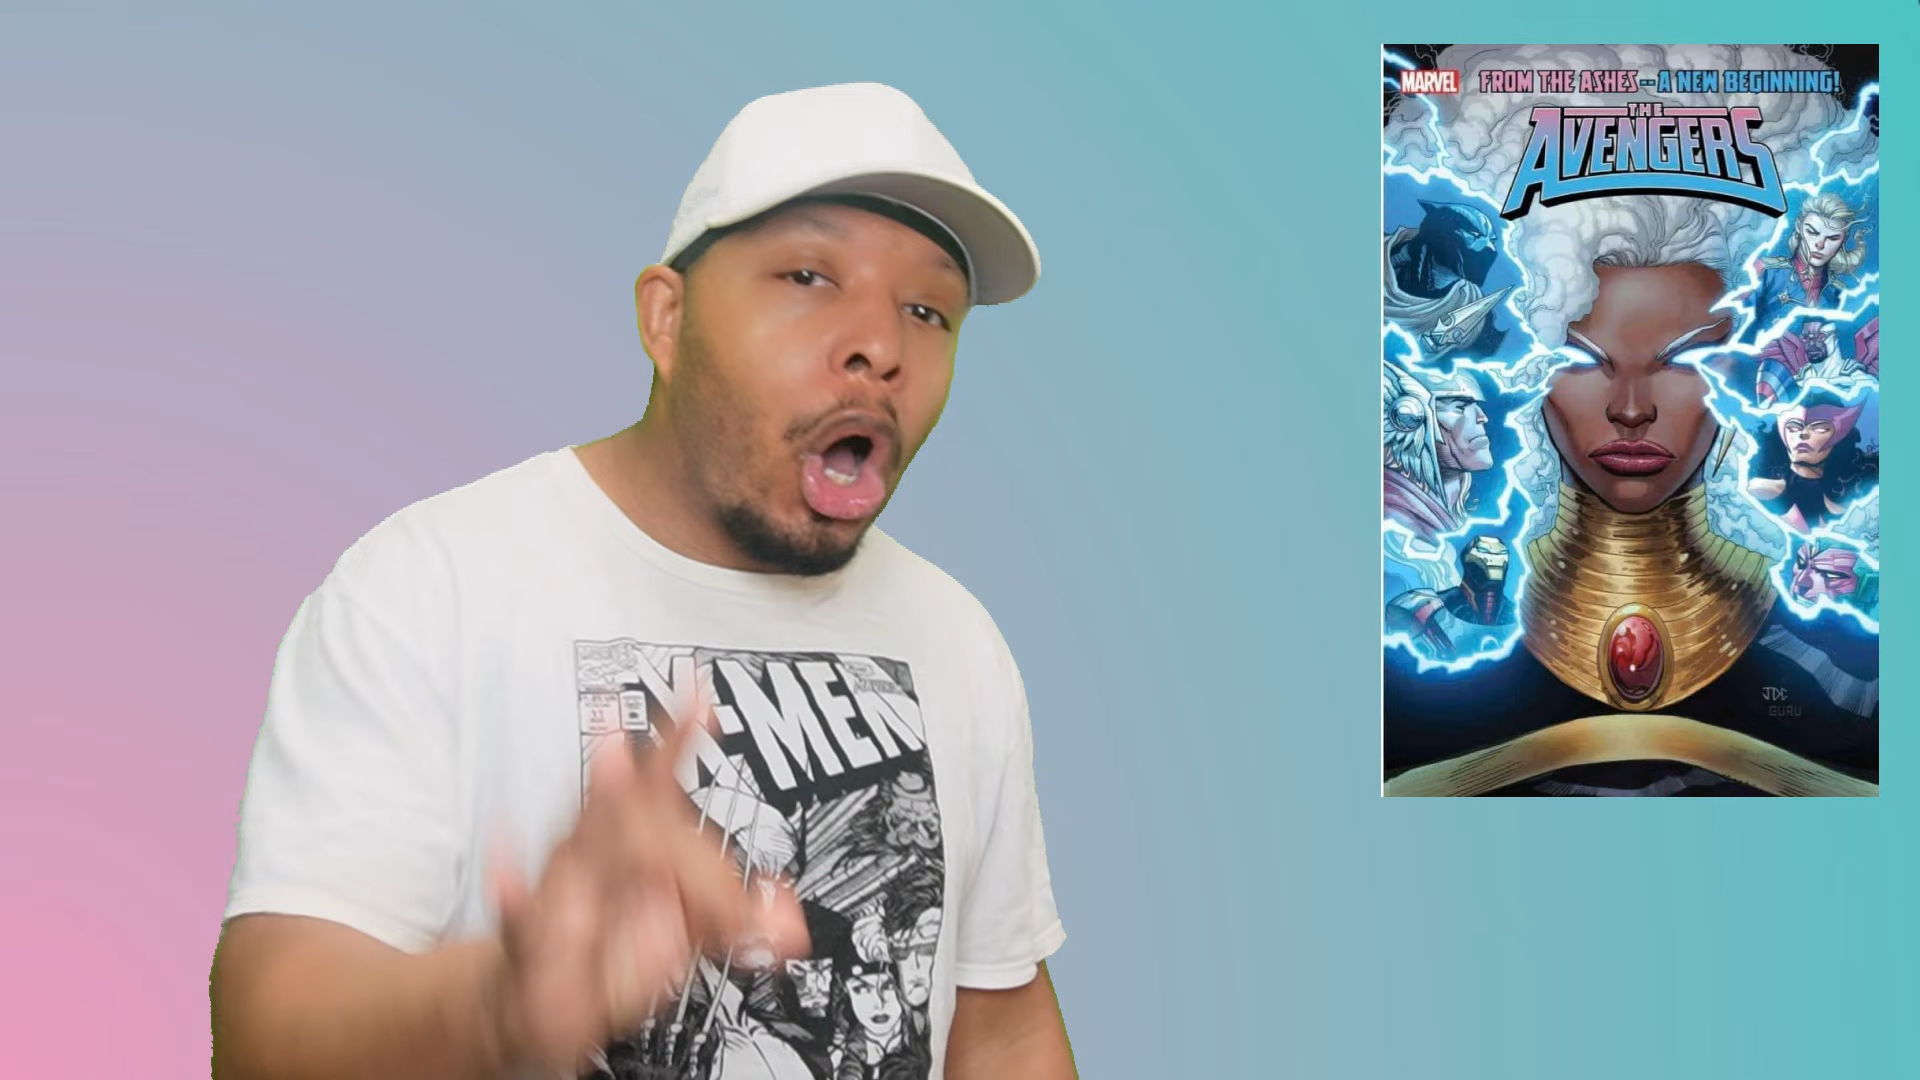 MARVEL
FROM THE ASHES--A NEW BEGINNING!
THE
AVENGERS
JDC
GURU
X-MEN